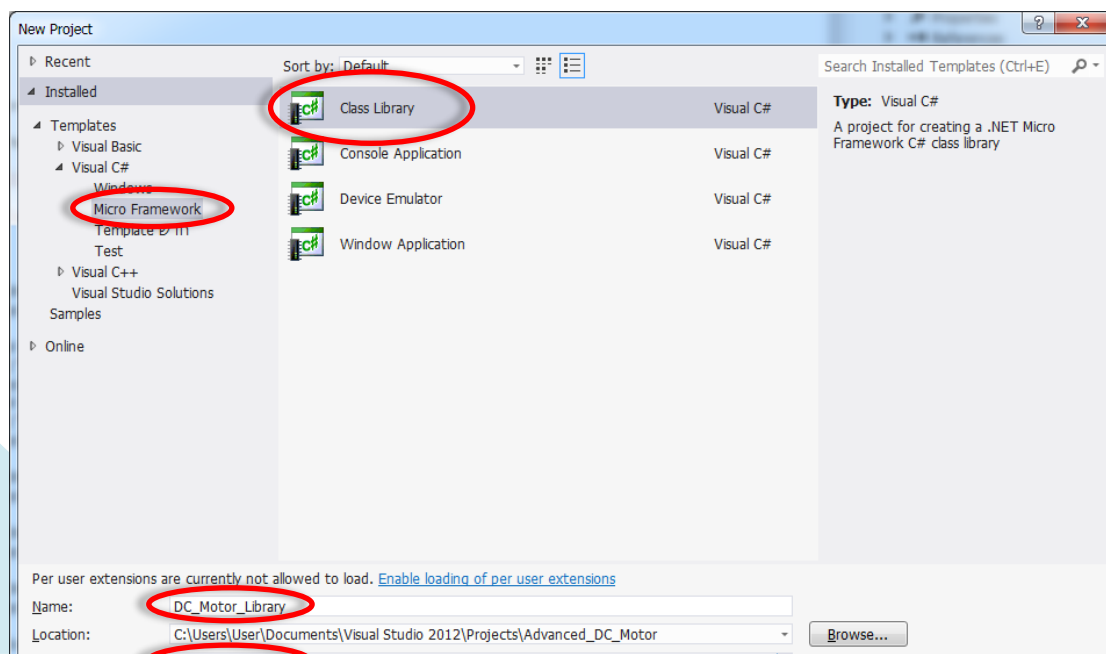 New Project
Recent
Installed
Templates
Visual Basic
Visual C#
Windows
Micro Framework
Test
Visual C++
Visual Studio Solutions
Samples
Online
Sort by: Default
Class Library Visual C#
Console Application Visual C#
Device Emulator Visual C#
Window Application Visual C#
Search Installed Templates (Ctrl+E)
Type: Visual C#
A project for creating a .NET Micro
Framework C# class library
Per user extensions are currently not allowed to load. Enable loading of per user extensions
Name: DC_Motor_Library
Location: C:\Users\User\Documents\Visual Studio 2012\Projects\Advanced_DC_Motor Browse...